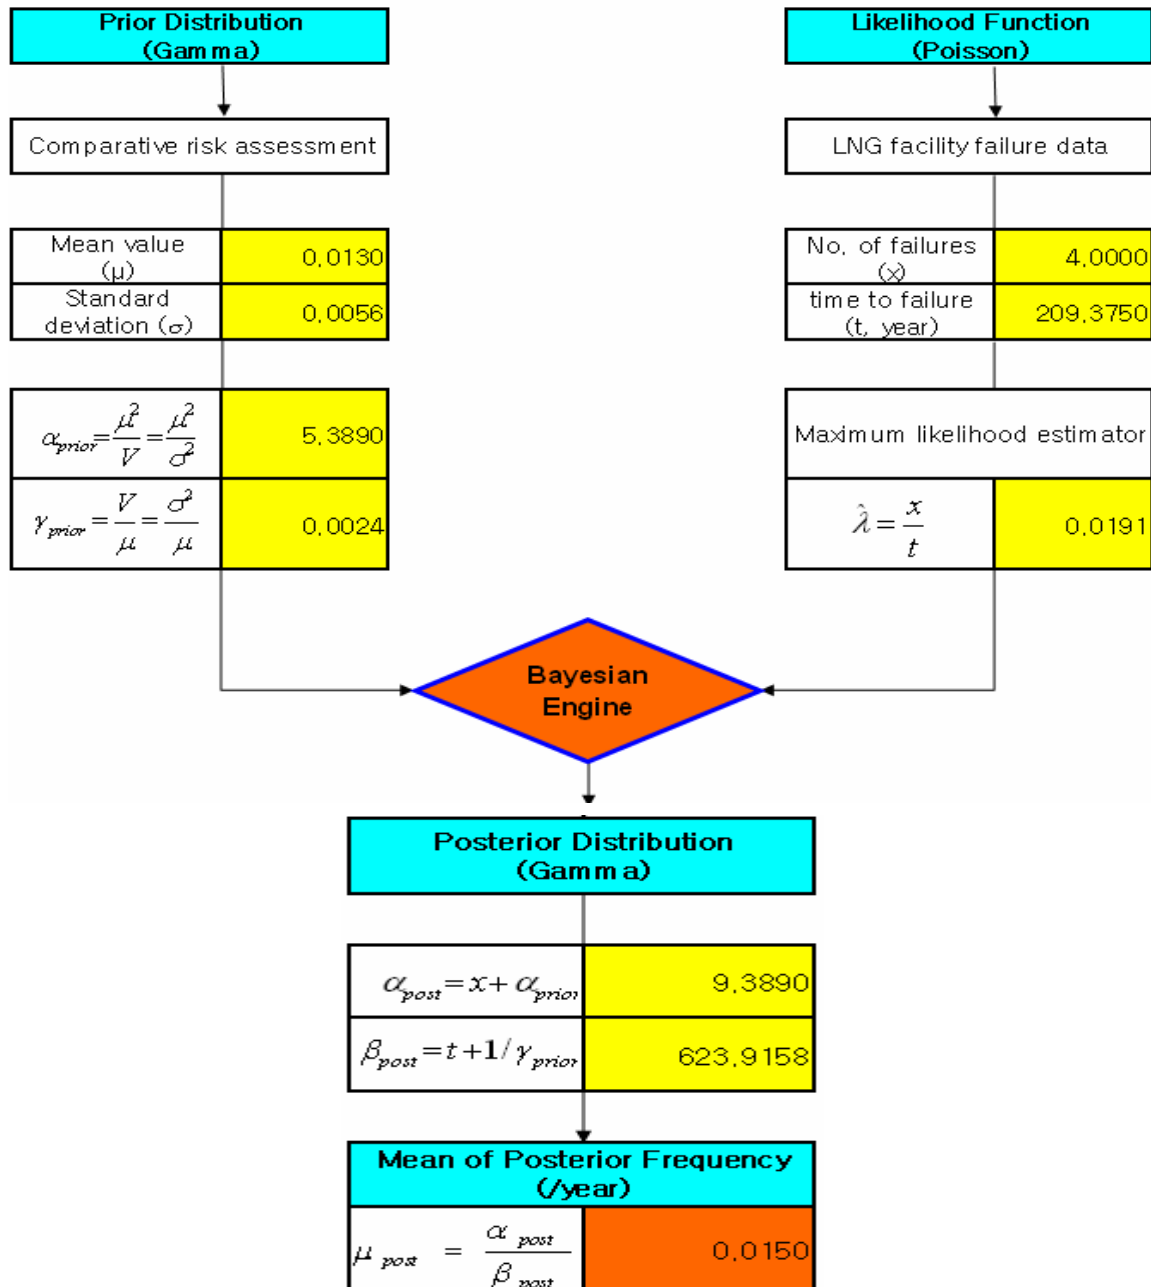 Prior Distribution
(Gamma)
Likelihood Function
(Poisson)
Comparative risk assessment
LNG facility failure data
Mean value
(μ)
0,0130
Standard
deviation (σ)
0,0056
No, of failures
(x)
4,0000
time to failure
(t, year)
209,3750
α_prior = μ²/V = μ²/σ²
5,3890
γ_prior = V/μ = σ²/μ
0,0024
Maximum likelihood estimator
λ̂ = x/t
0,0191
Bayesian
Engine
Posterior Distribution
(Gamma)
α_post = x + α_prior
9,3890
β_post = t + 1/γ_prior
623,9158
Mean of Posterior Frequency
(/year)
μ_post = α_post/β_post
0,0150